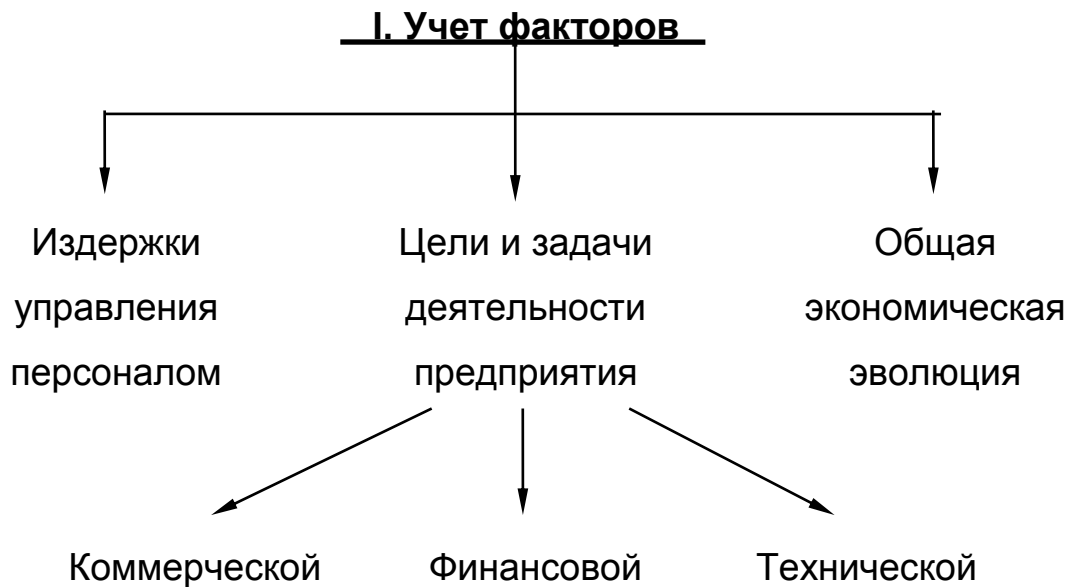 I. Учет факторов
Издержки
управления
персоналом
Цели и задачи
деятельности
предприятия
Общая
экономическая
эволюция
Коммерческой
Финансовой
Технической